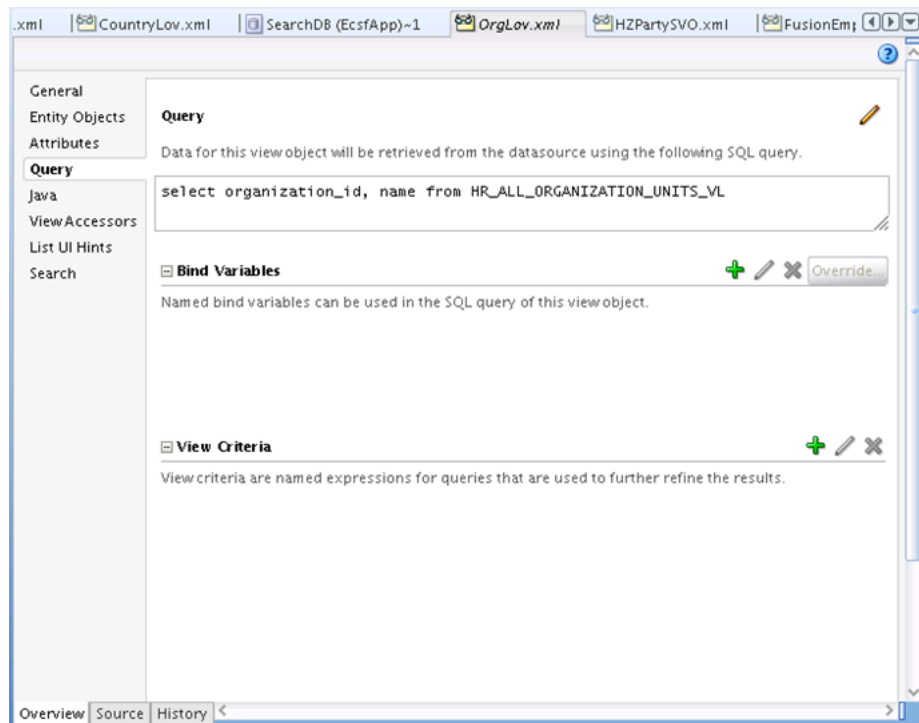 .xml CountryLov.xml SearchDB (EcsfApp)~1 OrgLov.xml HZPartySVO.xml FusionEmp
General
Entity Objects
Attributes
Query
Java
View Accessors
List UI Hints
Search
Query
Data for this view object will be retrieved from the datasource using the following SQL query.
select organization_id, name from HR_ALL_ORGANIZATION_UNITS_VL
Bind Variables Override...
Named bind variables can be used in the SQL query of this view object.
View Criteria
View criteria are named expressions for queries that are used to further refine the results.
Overview Source History